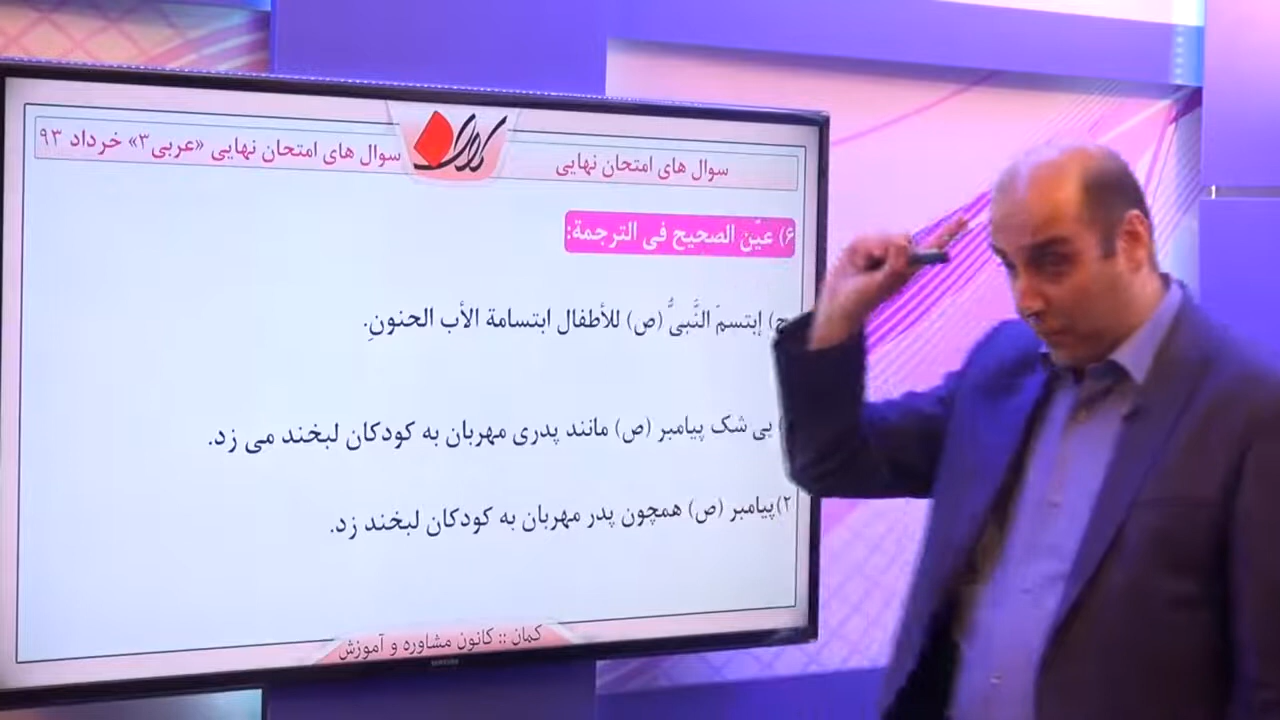 سوال های امتحان نهایی
سوال های امتحان نهایی «عربی۳» خرداد ۹۳
۶) عیّن الصحیح فی الترجمة:
ج) إبتسمَ النَّبیُّ (ص) للأطفال ابتسامة الأب الحنونِ.
بی شک پیامبر (ص) مانند پدری مهربان به کودکان لبخند می زد.
۲)پیامبر (ص) همچون پدر مهربان به کودکان لبخند زد.
کمان :: کانون مشاوره و آموزش
SAMSUNG